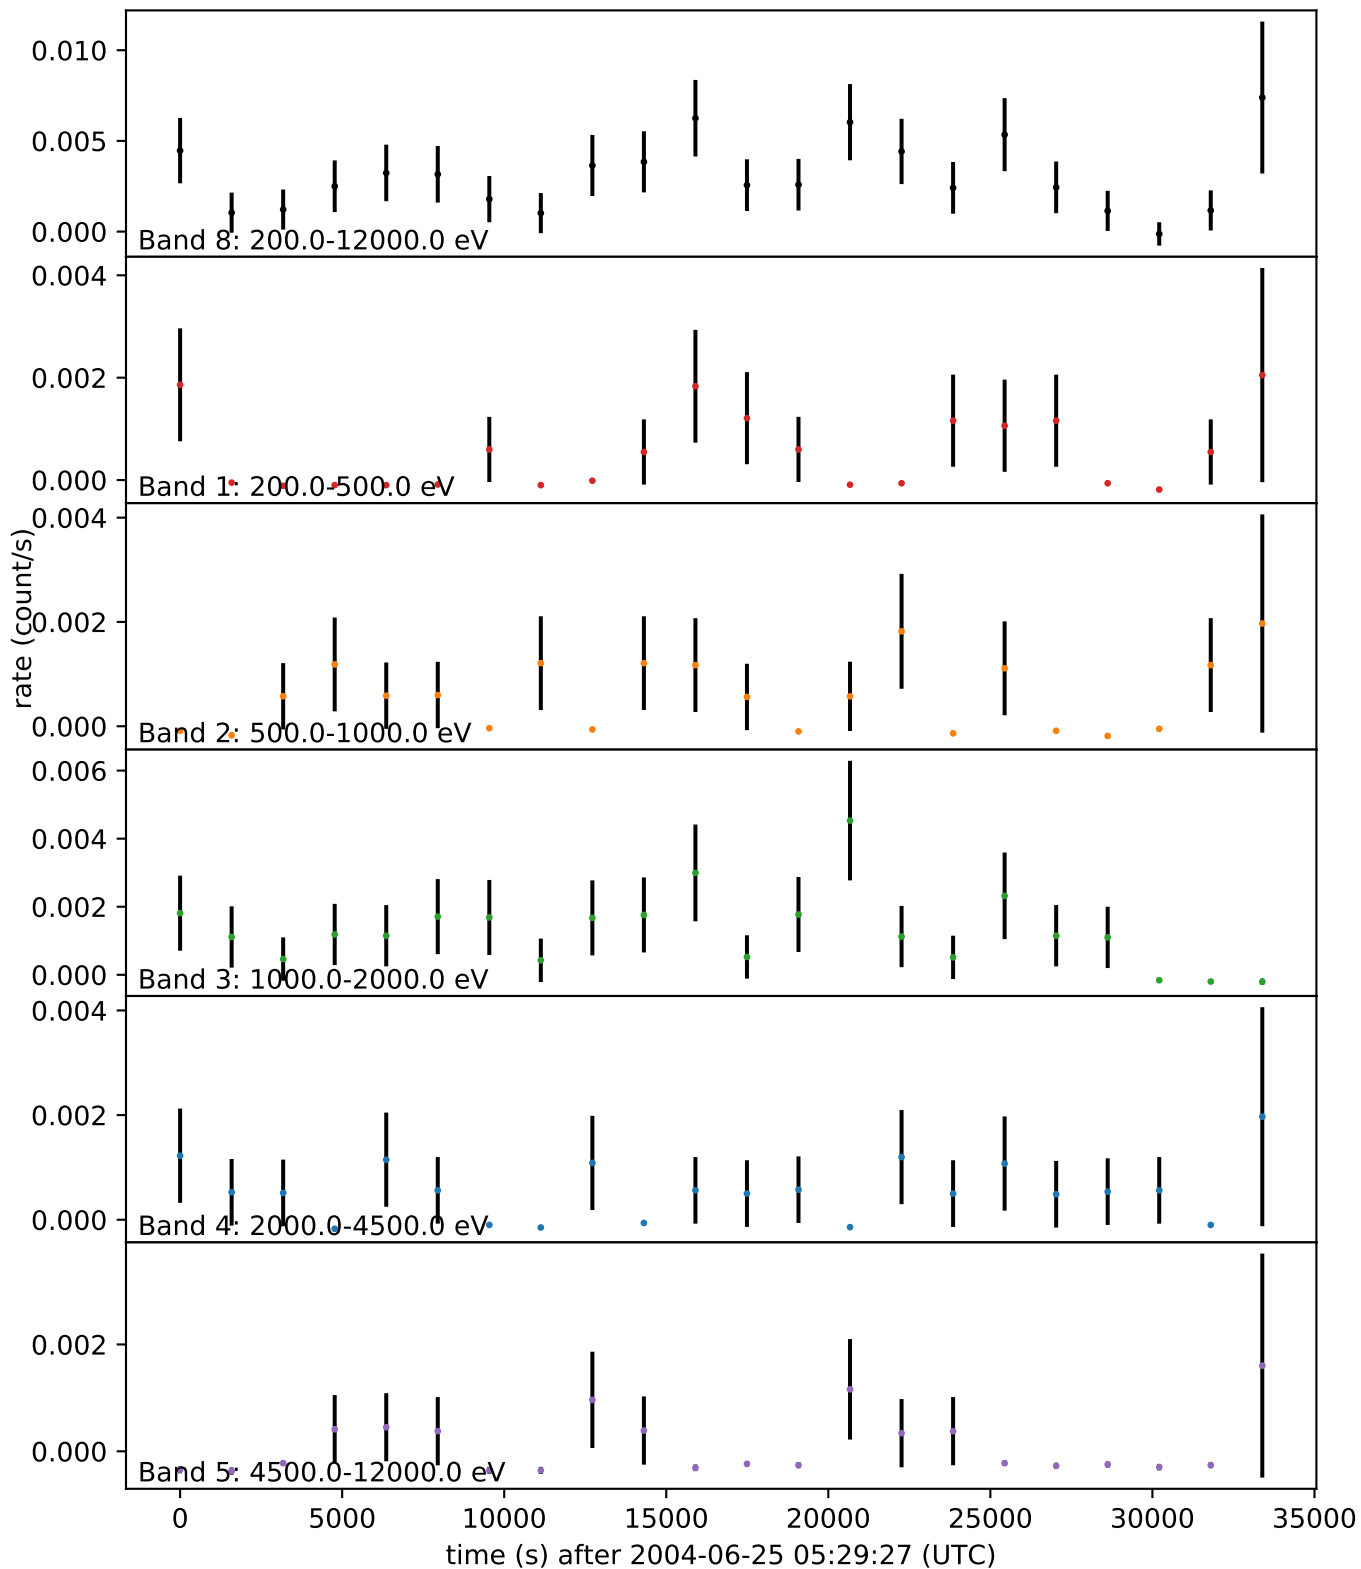 0.010
0.005
0.000
Band 8: 200.0-12000.0 eV
0.004
0.002
0.000
Band 1: 200.0-500.0 eV
rate (count/s)
0.004
0.002
0.000
Band 2: 500.0-1000.0 eV
0.006
0.004
0.002
0.000
Band 3: 1000.0-2000.0 eV
0.004
0.002
0.000
Band 4: 2000.0-4500.0 eV
0.002
0.000
Band 5: 4500.0-12000.0 eV
0 5000 10000 15000 20000 25000 30000 35000
time (s) after 2004-06-25 05:29:27 (UTC)